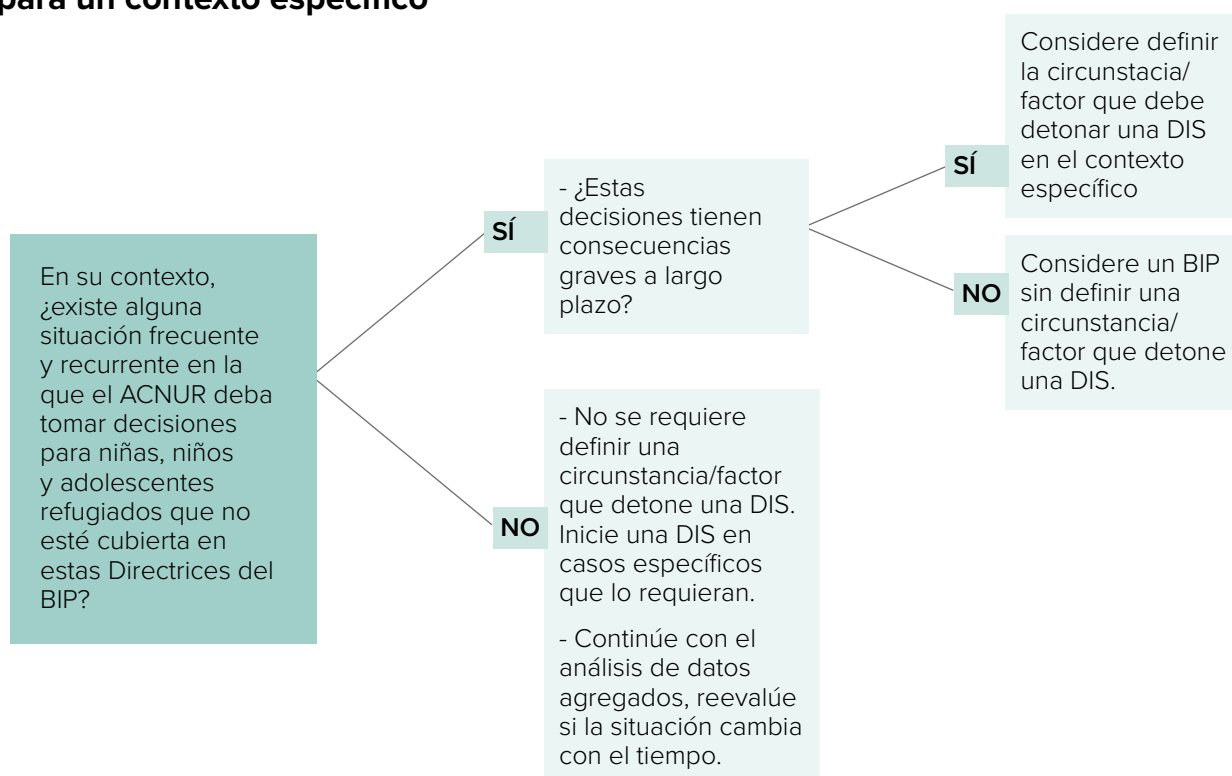 para un contexto específico
En su contexto,
¿existe alguna
situación frecuente
y recurrente en la
que el ACNUR deba
tomar decisiones
para niñas, niños
y adolescentes
refugiados que no
esté cubierta en
estas Directrices del
BIP?
SÍ
- ¿Estas
decisiones tienen
consecuencias
graves a largo
plazo?
SÍ
Considere definir
la circunstacia/
factor que debe
detonar una DIS
en el contexto
específico
NO
Considere un BIP
sin definir una
circunstancia/
factor que detone
una DIS.
NO
- No se requiere
definir una
circunstancia/factor
que detone una DIS.
Inicie una DIS en
casos específicos
que lo requieran.
- Continúe con el
análisis de datos
agregados, reevalúe
si la situación cambia
con el tiempo.